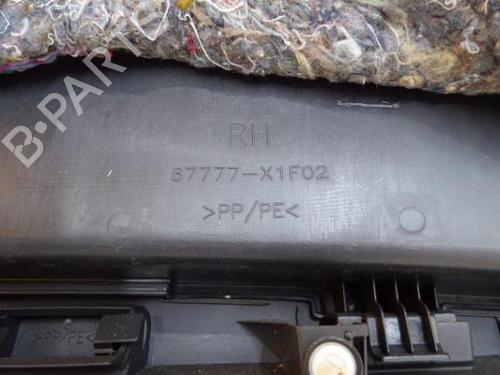 B-PARTS
RH
67777-X1F02
>PP/PE<
>PP/PE<